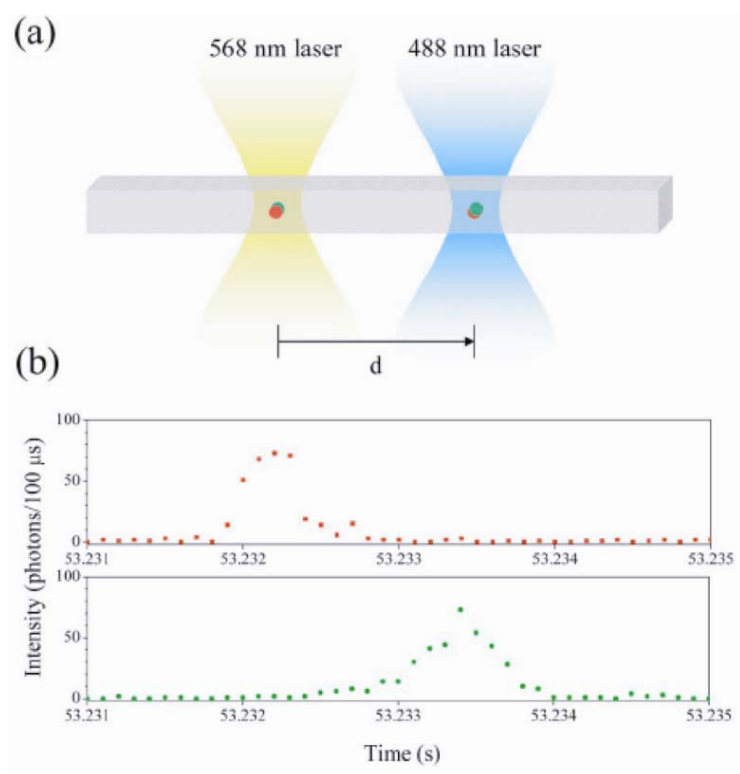 (a)
568 nm laser 488 nm laser
d
(b)
Intensity (photons/100 μs)
100
50
0
53.231 53.232 53.233 53.234 53.235
100
50
0
53.231 53.232 53.233 53.234 53.235
Time (s)